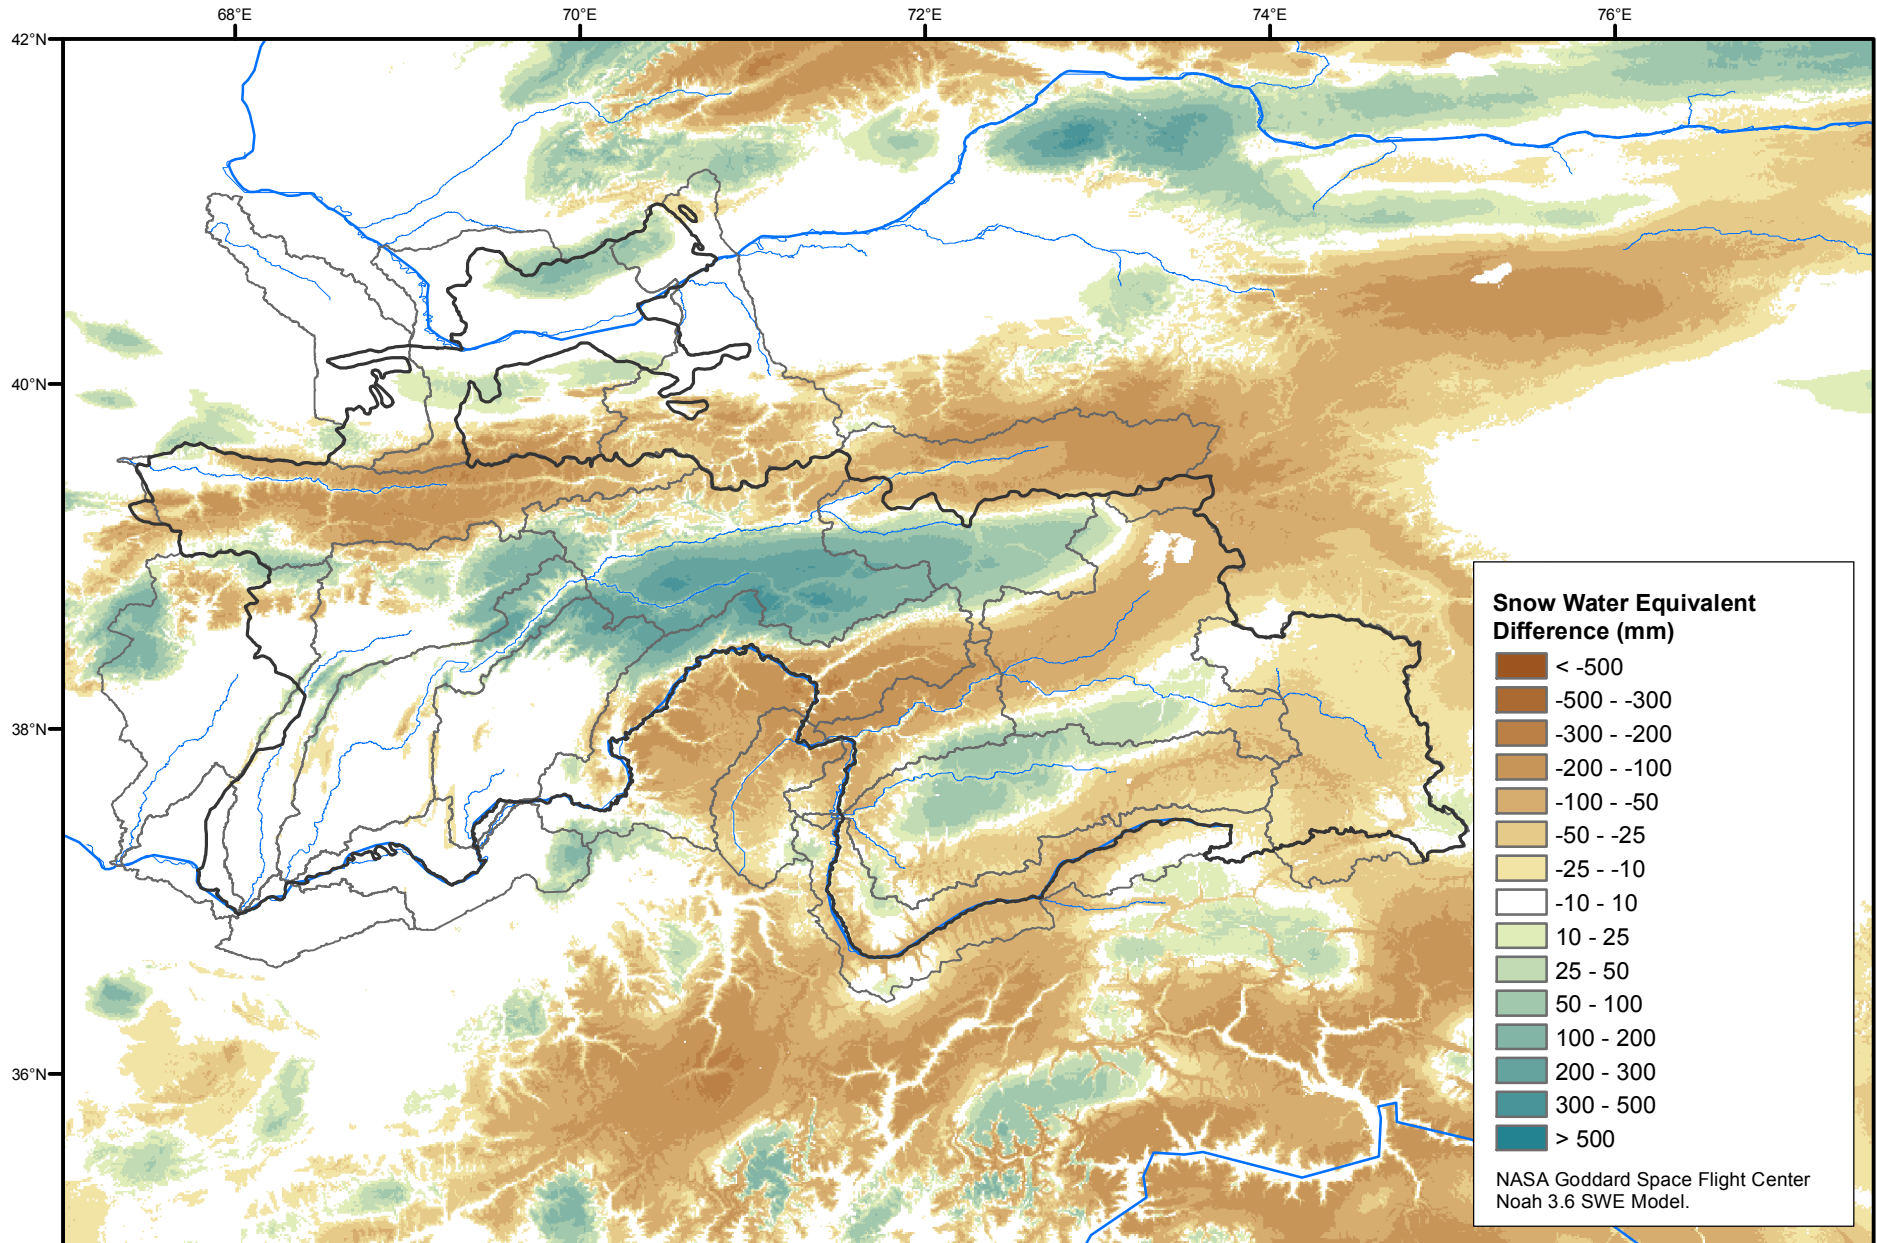 68°E
70°E
72°E
74°E
76°E
42°N
40°N
38°N
36°N
Snow Water Equivalent
Difference (mm)
< -500
-500 - -300
-300 - -200
-200 - -100
-100 - -50
-50 - -25
-25 - -10
-10 - 10
10 - 25
25 - 50
50 - 100
100 - 200
200 - 300
300 - 500
> 500
NASA Goddard Space Flight Center
Noah 3.6 SWE Model.